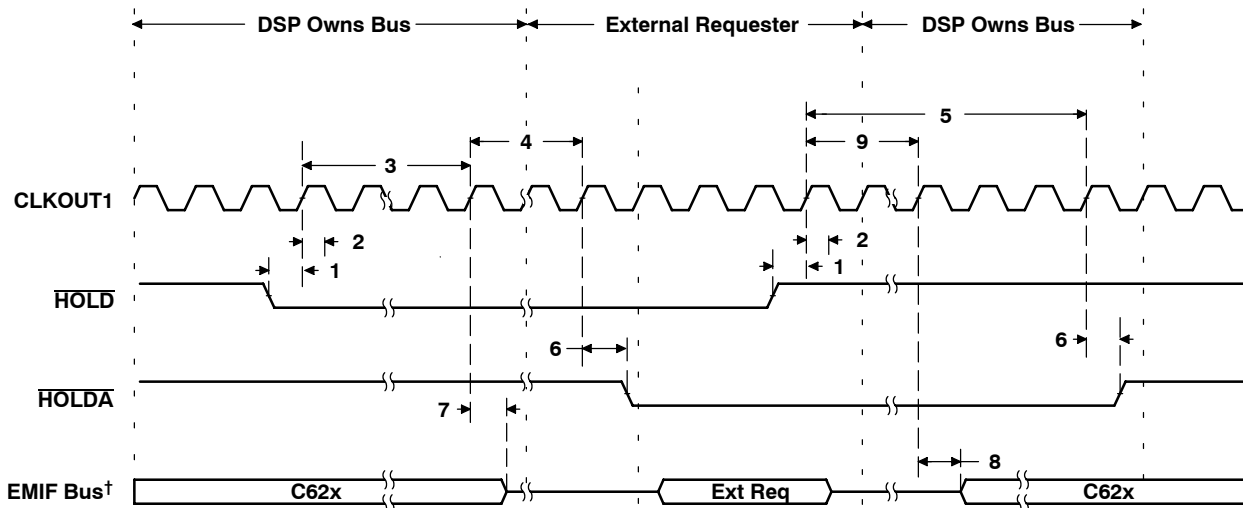 DSP Owns Bus External Requester DSP Owns Bus
5
4 9
3
CLKOUT1
2 2
1 1
HOLD
6 6
HOLDA
7
8
EMIF Bus† C62x Ext Req C62x